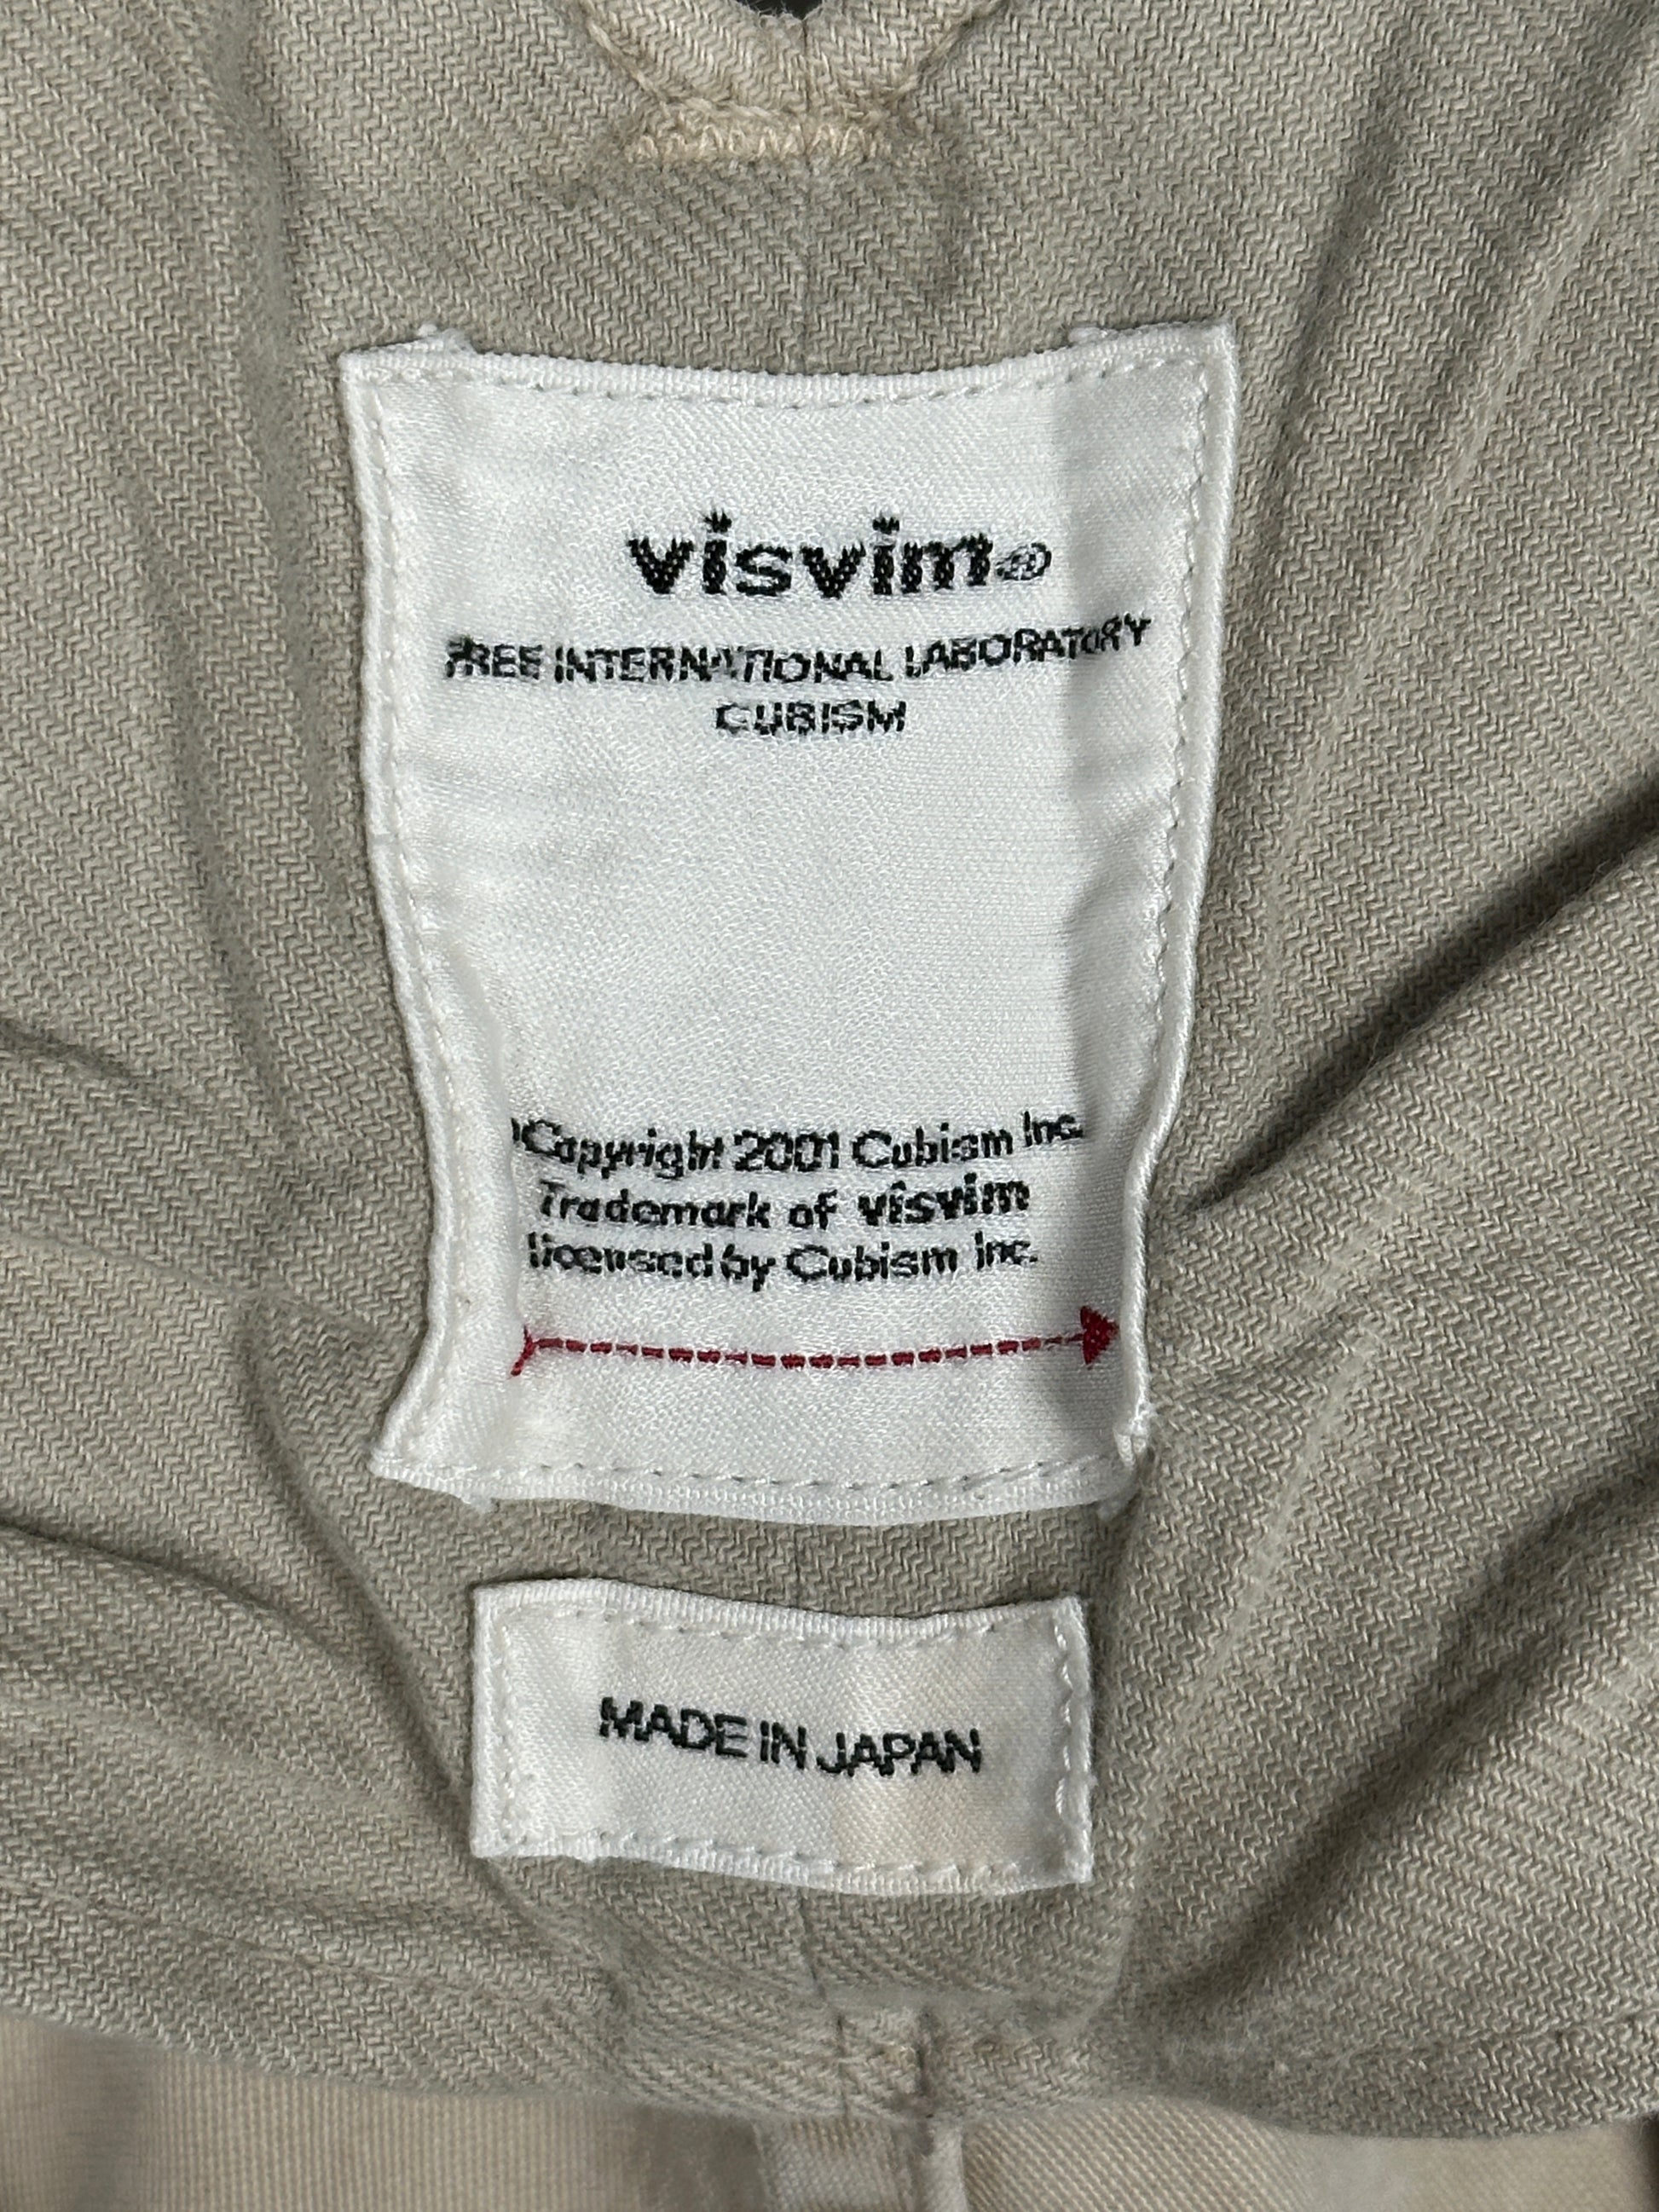 visvim®
FREE INTERNATIONAL LABORATORY
CUBISM
Copyright 2001 Cubism Inc.
Trademark of visvim
licensed by Cubism Inc.
MADE IN JAPAN